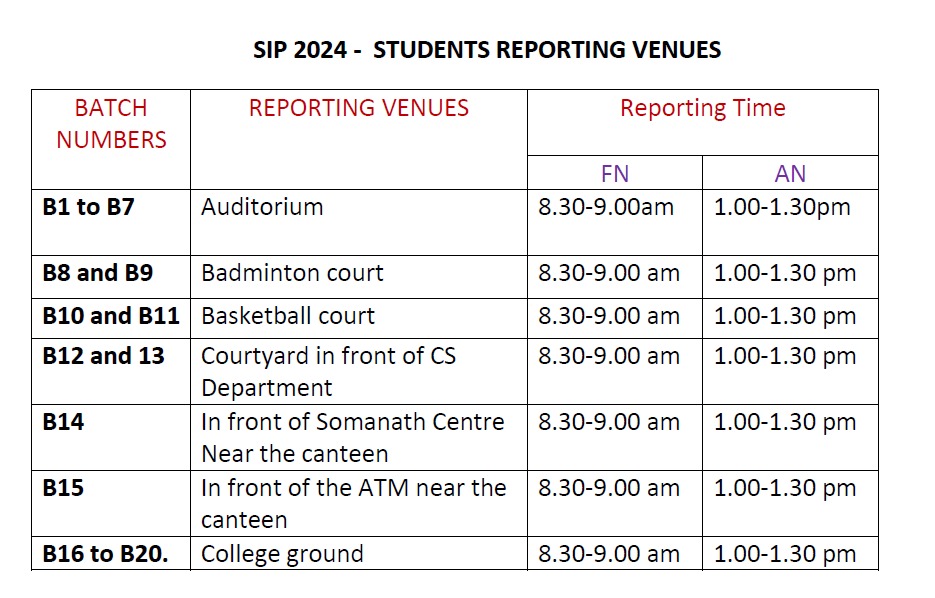 SIP 2024 - STUDENTS REPORTING VENUES
BATCH NUMBERS REPORTING VENUES Reporting Time
FN AN
B1 to B7 Auditorium 8.30-9.00am 1.00-1.30pm
B8 and B9 Badminton court 8.30-9.00 am 1.00-1.30 pm
B10 and B11 Basketball court 8.30-9.00 am 1.00-1.30 pm
B12 and 13 Courtyard in front of CS 8.30-9.00 am 1.00-1.30 pm
Department
B14 In front of Somanath Centre 8.30-9.00 am 1.00-1.30 pm
Near the canteen
B15 In front of the ATM near the 8.30-9.00 am 1.00-1.30 pm
canteen
B16 to B20. College ground 8.30-9.00 am 1.00-1.30 pm